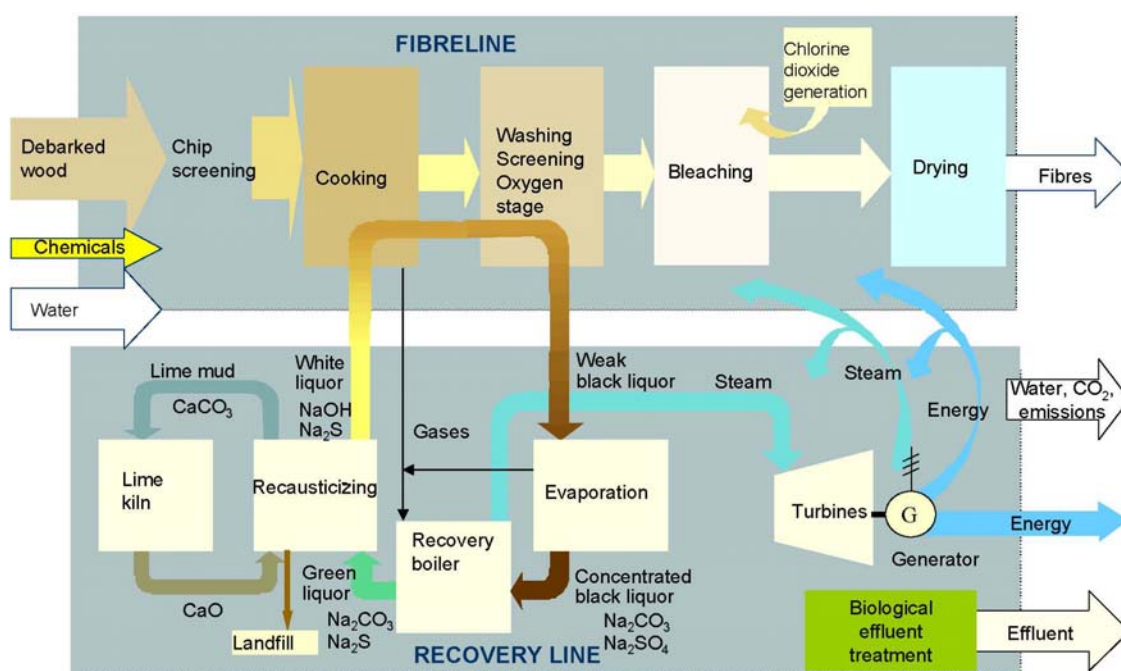 FIBRELINE
Chlorine
dioxide
generation
Debarked
wood
Chip
screening
Cooking
Washing
Screening
Oxygen
stage
Bleaching
Drying
Fibres
Chemicals
Water
Lime mud
CaCO₃
White
liquor
NaOH
Na₂S
Gases
Weak
black liquor
Steam
Steam
Energy
Water, CO₂,
emissions
Lime
kiln
Recausticizing
Evaporation
Turbines
G
Generator
Energy
Recovery
boiler
CaO
Green
liquor
Na₂CO₃
Na₂S
Landfill
Concentrated
black liquor
Na₂CO₃
Na₂SO₄
Biological
effluent
treatment
Effluent
RECOVERY LINE